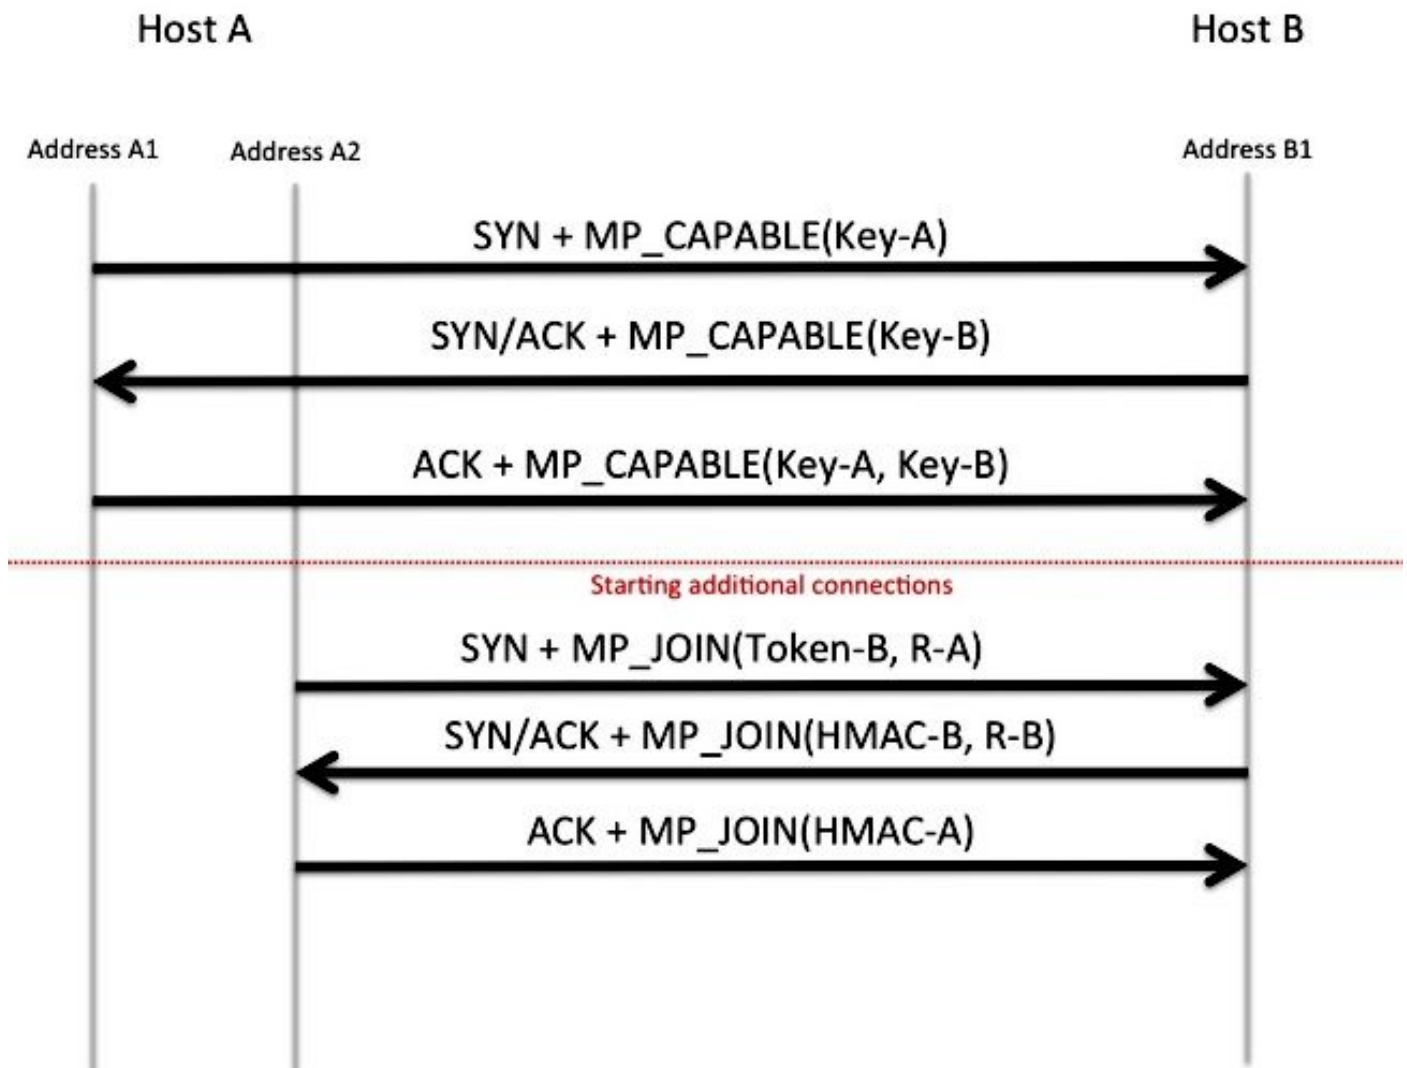 Host A
Host B
Address A1
Address A2
Address B1
SYN + MP_CAPABLE(Key-A)
SYN/ACK + MP_CAPABLE(Key-B)
ACK + MP_CAPABLE(Key-A, Key-B)
Starting additional connections
SYN + MP_JOIN(Token-B, R-A)
SYN/ACK + MP_JOIN(HMAC-B, R-B)
ACK + MP_JOIN(HMAC-A)